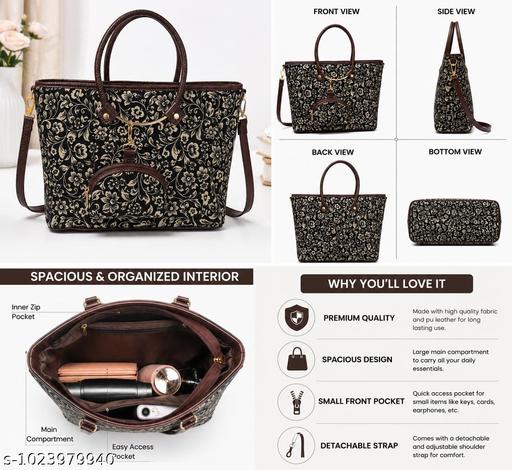 FRONT VIEW
SIDE VIEW
BACK VIEW
BOTTOM VIEW
SPACIOUS & ORGANIZED INTERIOR
Inner Zip
Pocket
Main
Compartment
Easy Access
Pocket
s-1023979940
WHY YOU'LL LOVE IT
PREMIUM QUALITY
Made with high quality fabric
and pu leather for long
lasting use.
SPACIOUS DESIGN
Large main compartment
to carry all your daily
essentials.
SMALL FRONT POCKET
Quick access pocket for
small items like keys, cards,
earphones, etc.
DETACHABLE STRAP
Comes with a detachable
and adjustable shoulder
strap for comfort.